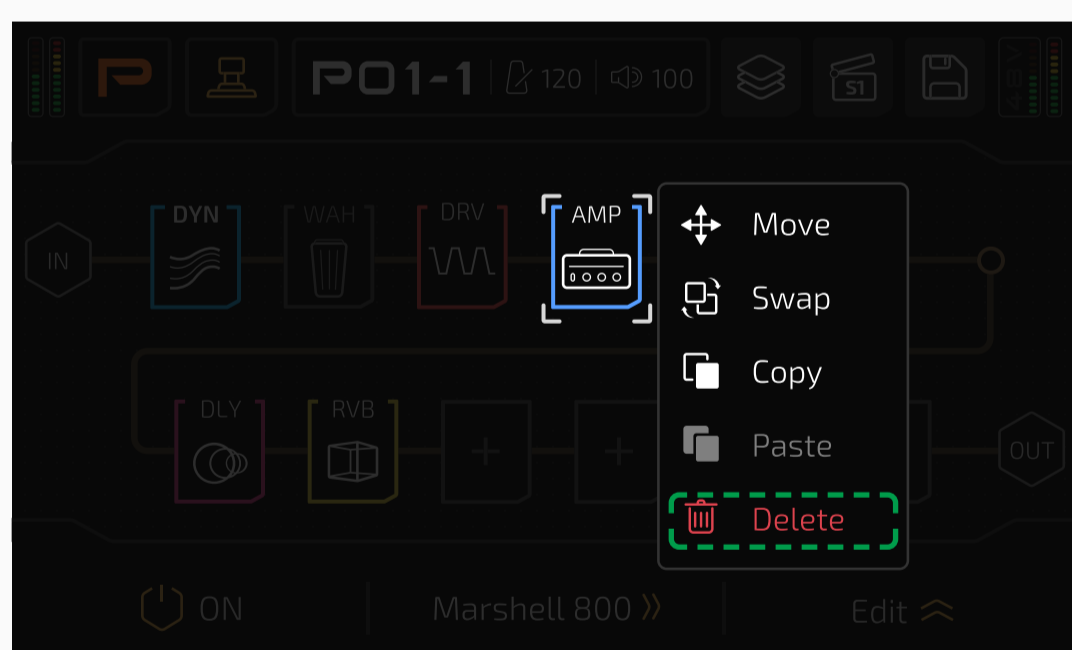 P01-1 120 100 S1 48V
IN DYN WAH DRV AMP
Move
Swap
Copy
Paste
Delete
DLY RVB + + OUT
ON Marshell 800 Edit